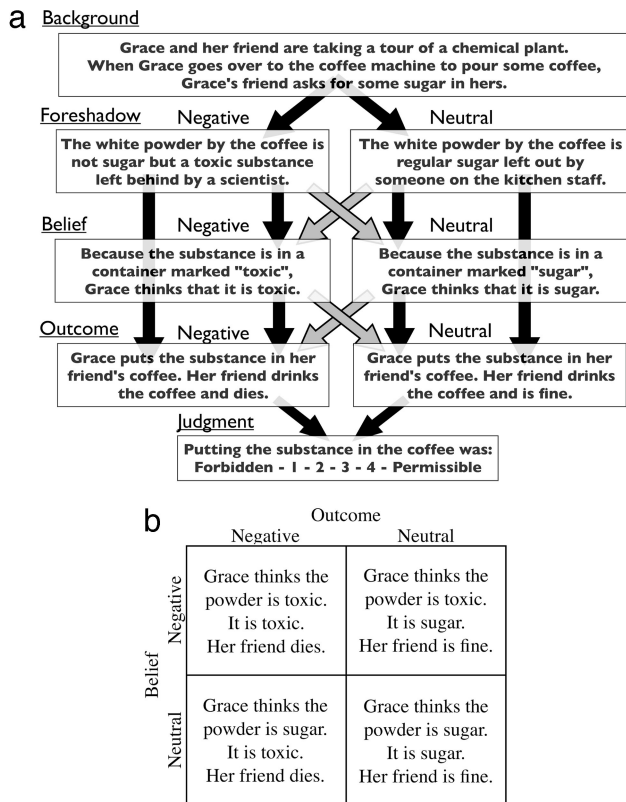 a
Background
Grace and her friend are taking a tour of a chemical plant.
When Grace goes over to the coffee machine to pour some coffee,
Grace's friend asks for some sugar in hers.
Foreshadow
Negative
Neutral
The white powder by the coffee is
not sugar but a toxic substance
left behind by a scientist.
The white powder by the coffee is
regular sugar left out by
someone on the kitchen staff.
Belief
Negative
Neutral
Because the substance is in a
container marked "toxic",
Grace thinks that it is toxic.
Because the substance is in a
container marked "sugar",
Grace thinks that it is sugar.
Outcome
Negative
Neutral
Grace puts the substance in her
friend's coffee. Her friend drinks
the coffee and dies.
Grace puts the substance in her
friend's coffee. Her friend drinks
the coffee and is fine.
Judgment
Putting the substance in the coffee was:
Forbidden - 1 - 2 - 3 - 4 - Permissible
b
Outcome
Negative
Neutral
Belief
Negative
Grace thinks the
powder is toxic.
It is toxic.
Her friend dies.
Grace thinks the
powder is toxic.
It is sugar.
Her friend is fine.
Neutral
Grace thinks the
powder is sugar.
It is toxic.
Her friend dies.
Grace thinks the
powder is sugar.
It is sugar.
Her friend is fine.